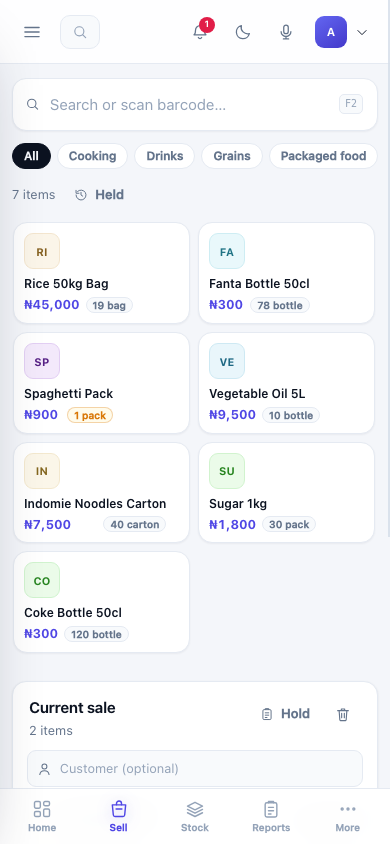 1
A
Search or scan barcode...
F2
All
Cooking
Drinks
Grains
Packaged food
7 items
Held
RI
Rice 50kg Bag
₦45,000
19 bag
FA
Fanta Bottle 50cl
₦300
78 bottle
SP
Spaghetti Pack
₦900
1 pack
VE
Vegetable Oil 5L
₦9,500
10 bottle
IN
Indomie Noodles Carton
₦7,500
40 carton
SU
Sugar 1kg
₦1,800
30 pack
CO
Coke Bottle 50cl
₦300
120 bottle
Current sale
2 items
Hold
Customer (optional)
Home
Sell
Stock
Reports
More